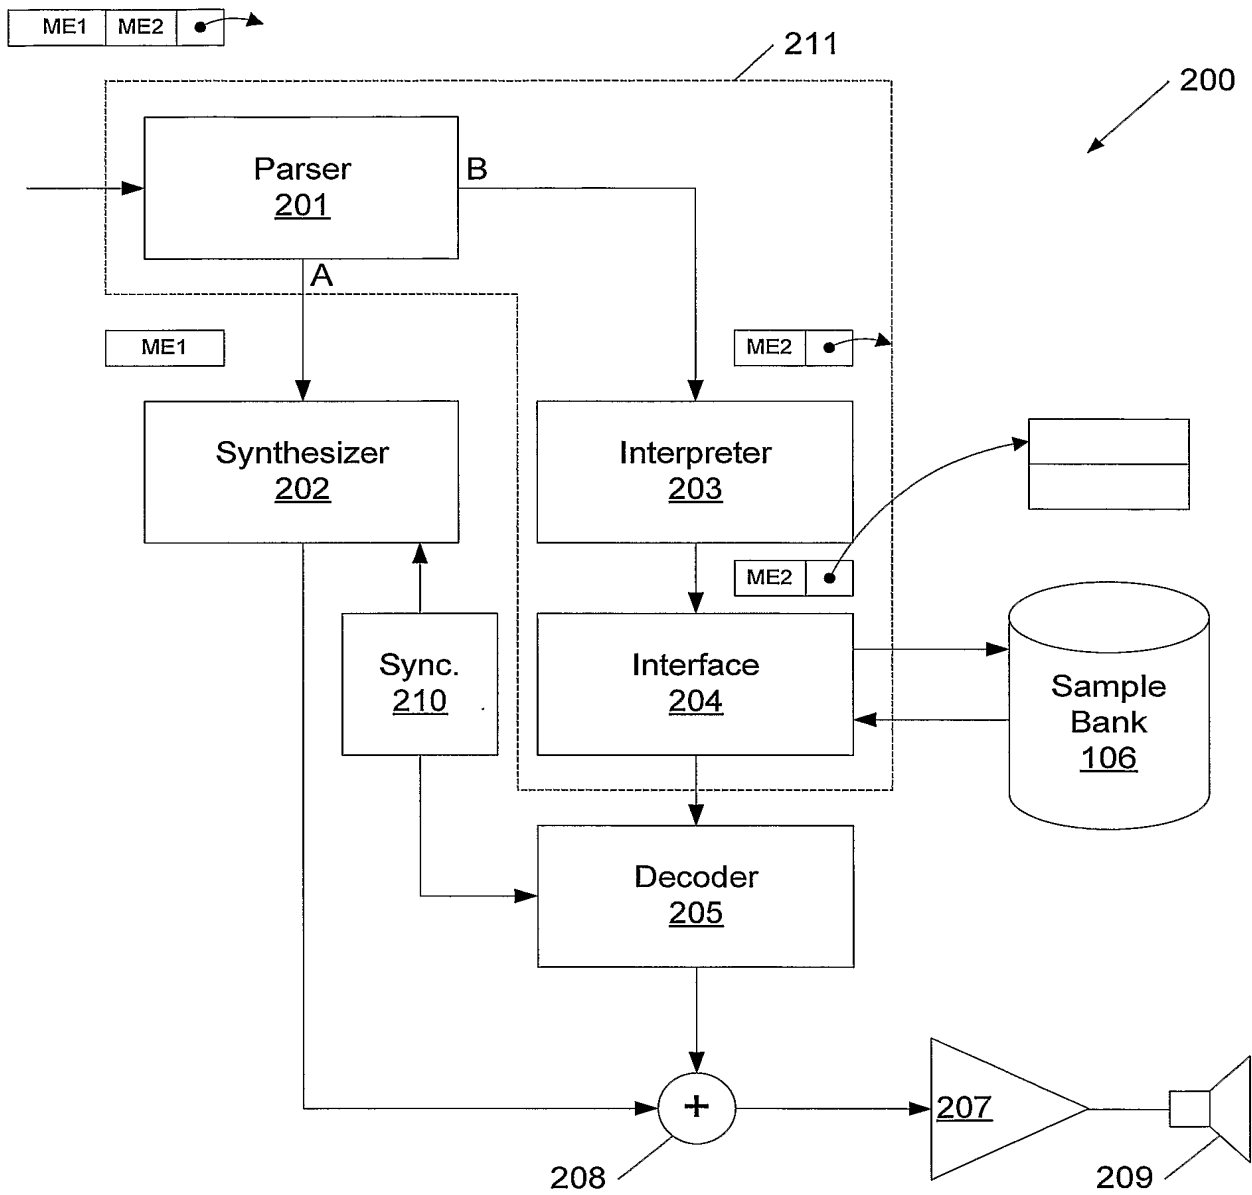 ME1 ME2
211
200
Parser
201
B
A
ME1
ME2
Synthesizer
202
Interpreter
203
ME2
Sync.
210
Interface
204
Sample
Bank
106
Decoder
205
+
207
208
209